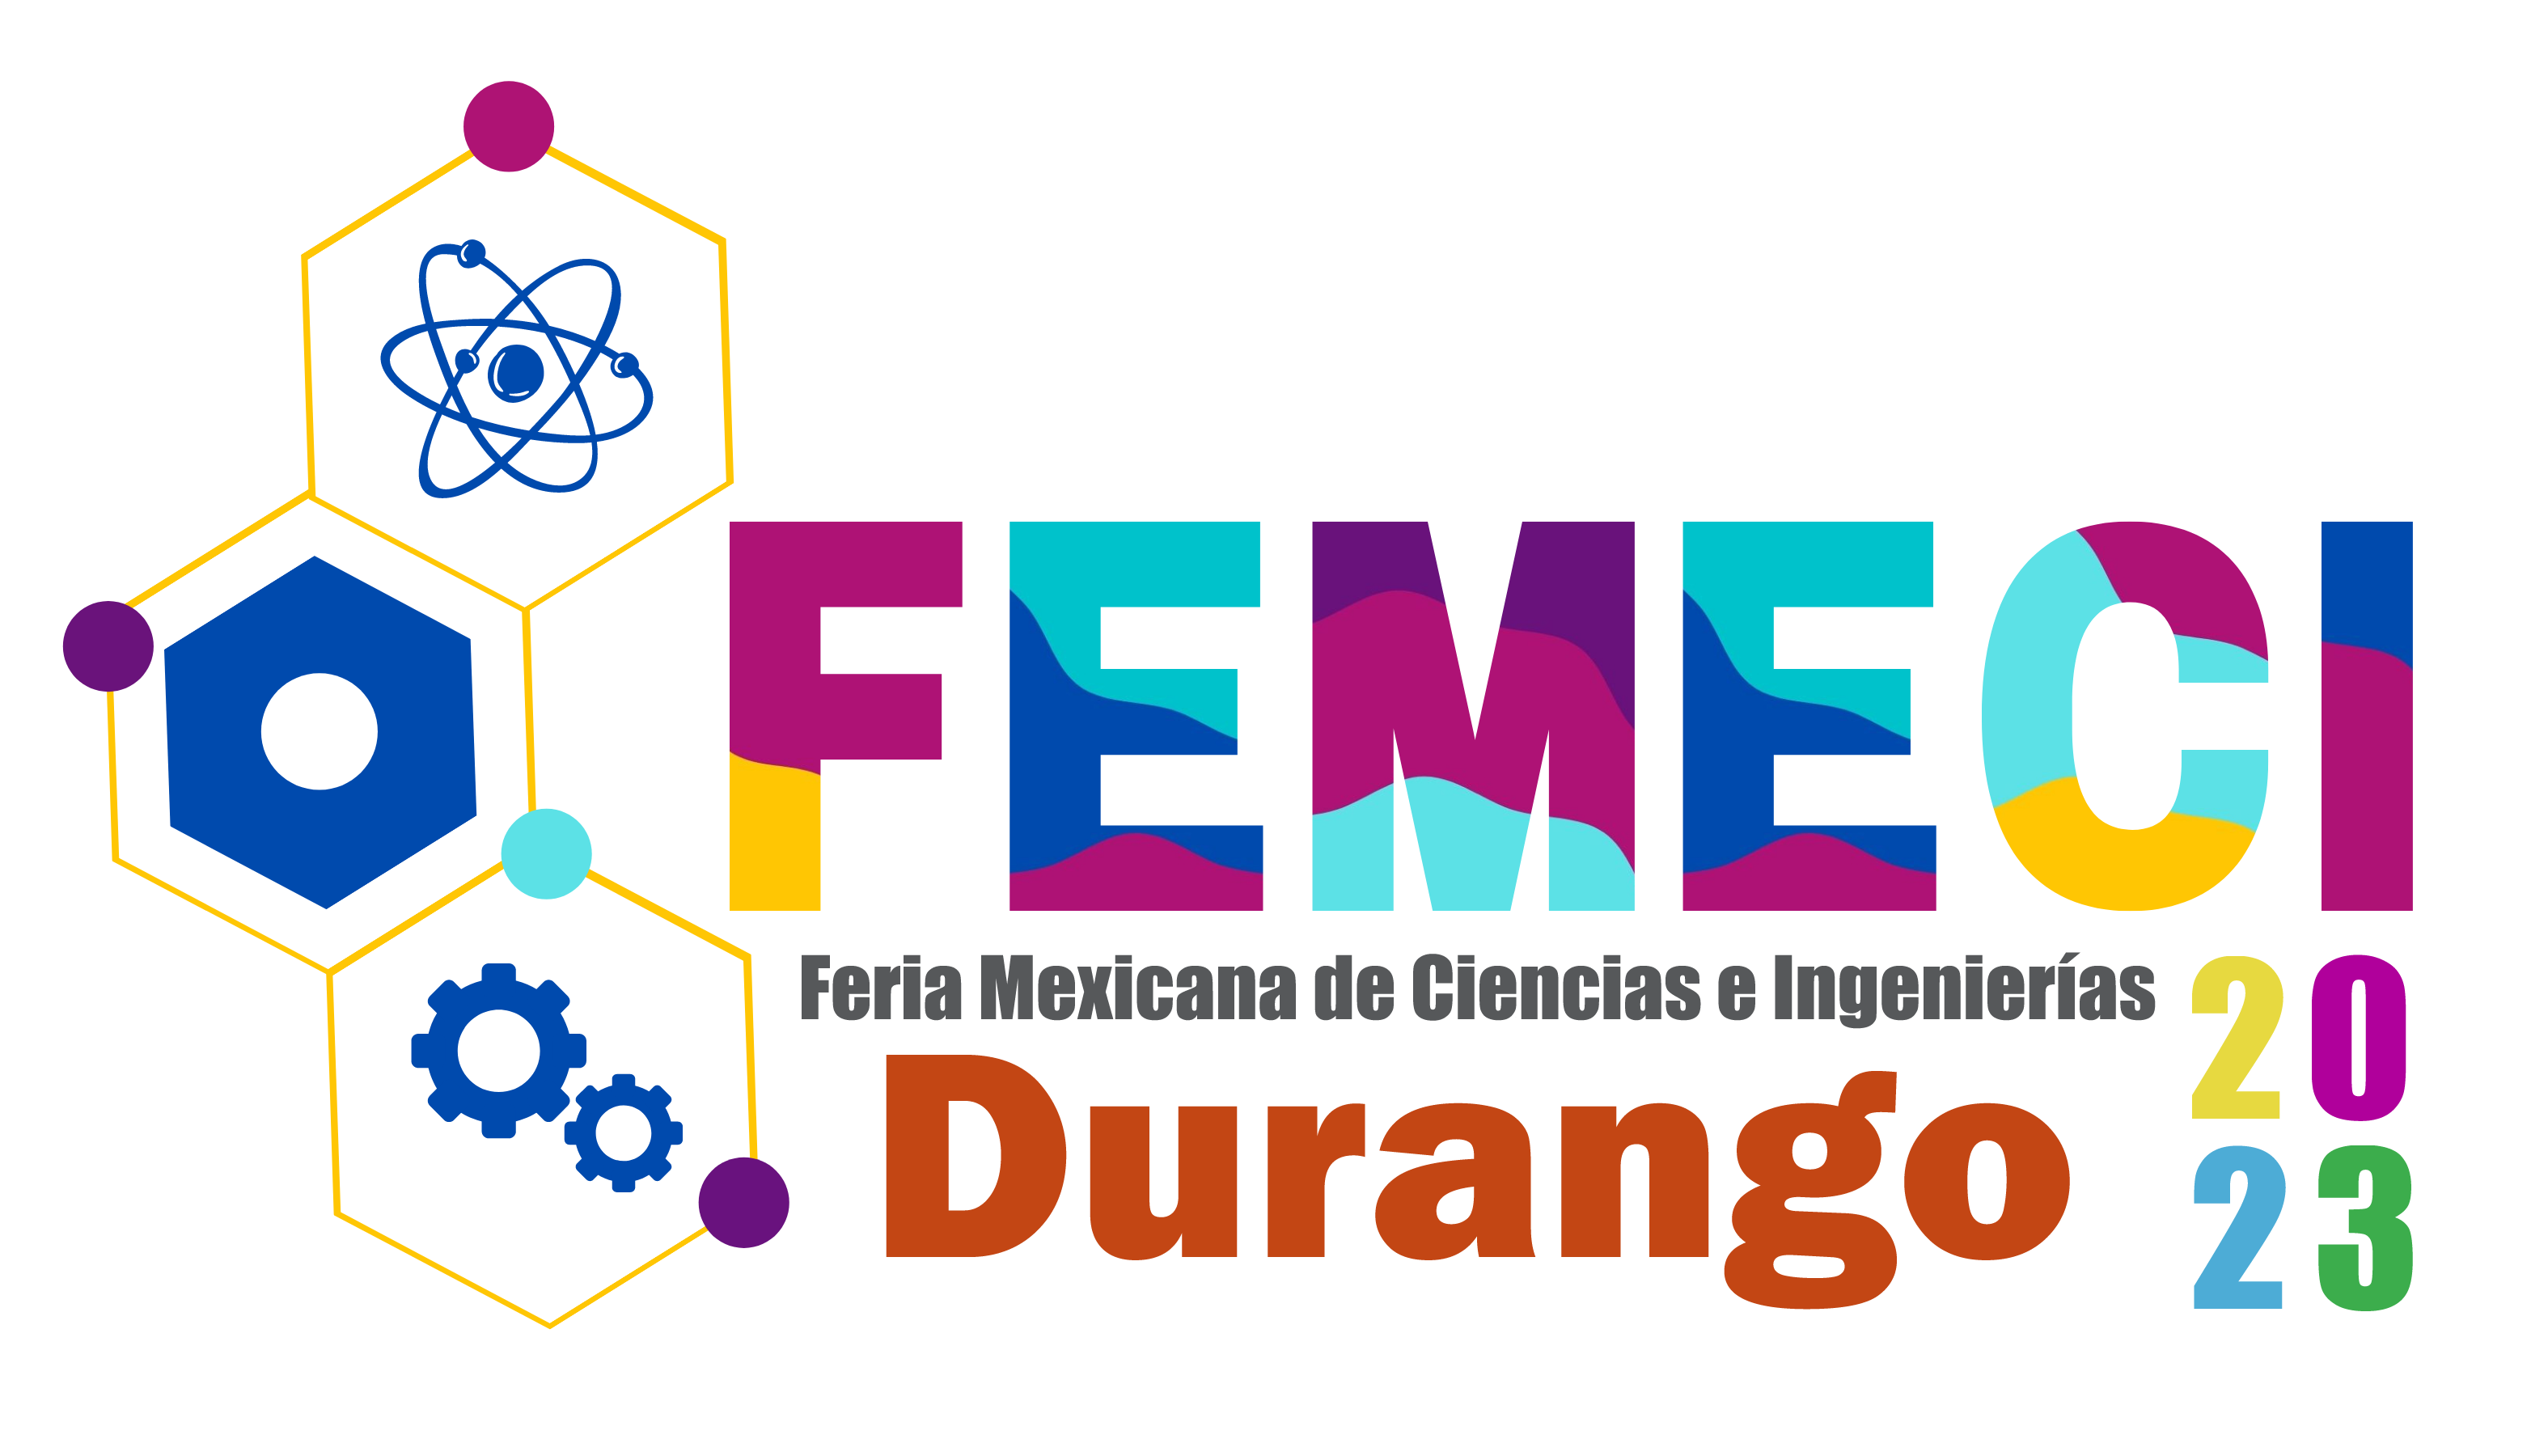 FEMECI
Feria Mexicana de Ciencias e Ingenierías
Durango
20
23